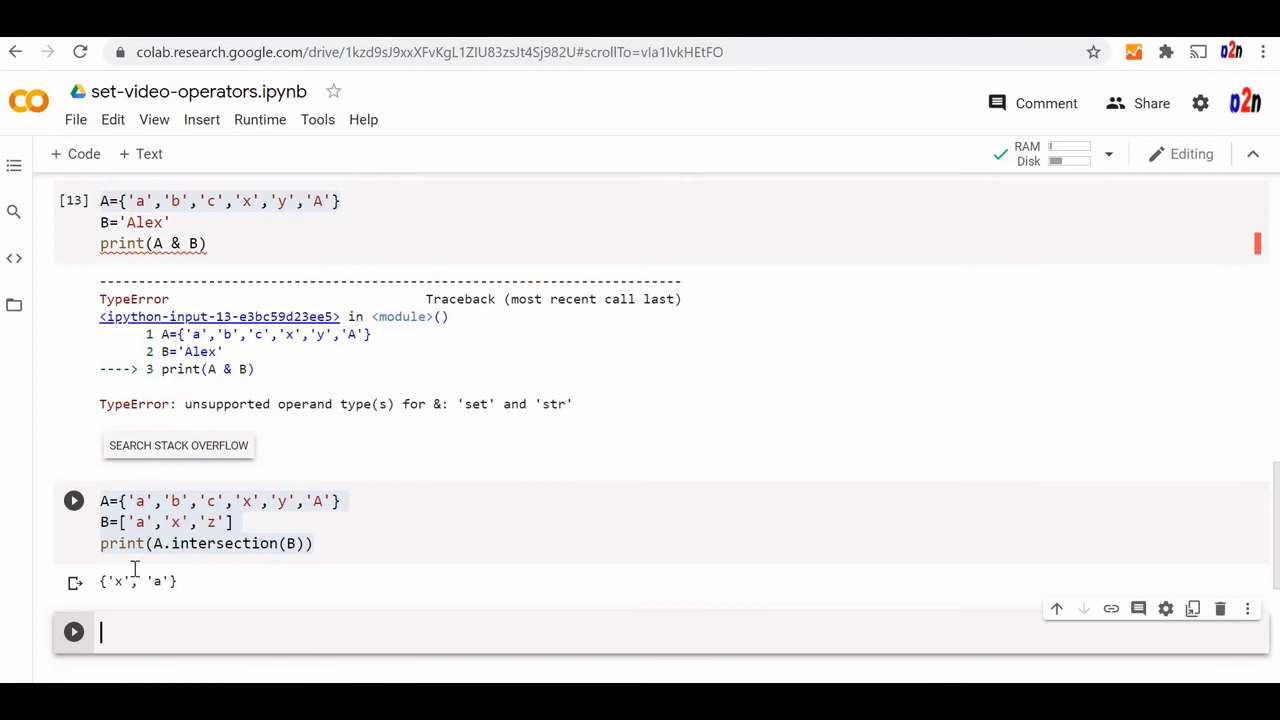 colab.research.google.com/drive/1kzd9sJ9xxXFvKgL1ZIU83zsJt4Sj982U#scrollTo=vIa1IvkHEtFO
D2n
set-video-operators.ipynb
Comment
Share
D2n
File Edit View Insert Runtime Tools Help
+ Code + Text
RAM
Disk
Editing
[13] A={'a','b','c','x','y','A'}
B='Alex'
print(A & B)
---------------------------------------------------------------------------
TypeError Traceback (most recent call last)
<ipython-input-13-e3bc59d23ee5> in <module>()
1 A={'a','b','c','x','y','A'}
2 B='Alex'
----> 3 print(A & B)
TypeError: unsupported operand type(s) for &: 'set' and 'str'
SEARCH STACK OVERFLOW
A={'a','b','c','x','y','A'}
B=['a','x','z']
print(A.intersection(B))
{'x', 'a'}